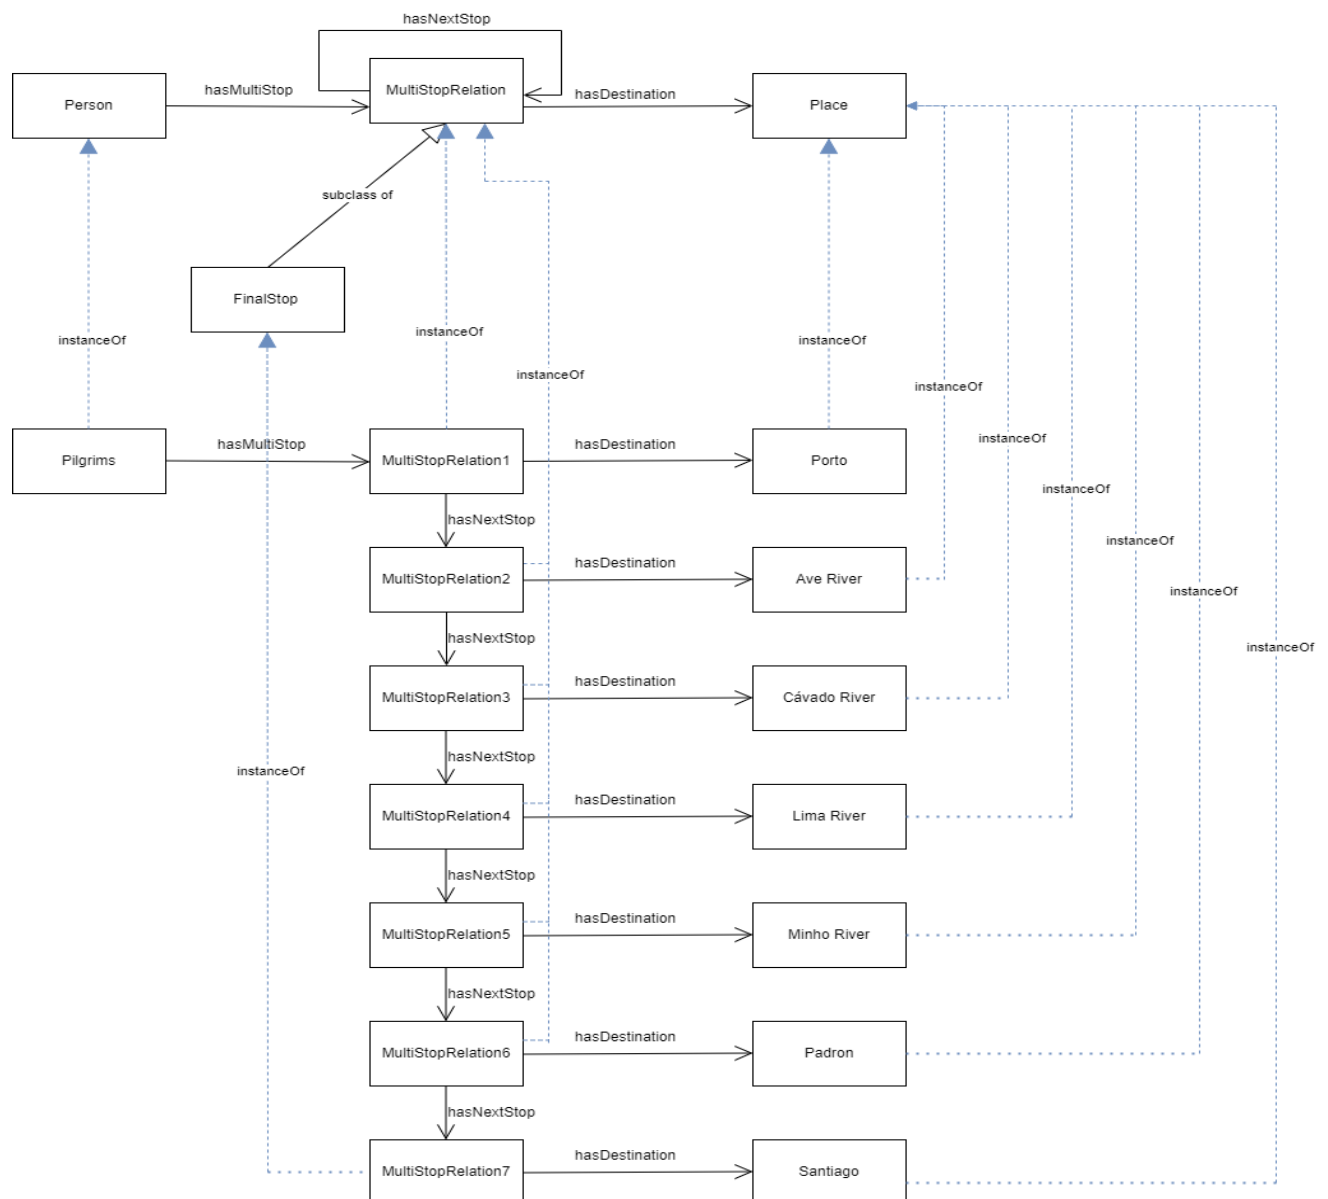 hasNextStop
Person
hasMultiStop
MultiStopRelation
hasDestination
Place
subclass of
FinalStop
instanceOf
instanceOf
instanceOf
instanceOf
instanceOf
Pilgrims
hasMultiStop
MultiStopRelation1
hasDestination
Porto
instanceOf
instanceOf
hasNextStop
instanceOf
MultiStopRelation2
hasDestination
Ave River
instanceOf
hasNextStop
instanceOf
MultiStopRelation3
hasDestination
Cávado River
hasNextStop
instanceOf
MultiStopRelation4
hasDestination
Lima River
hasNextStop
MultiStopRelation5
hasDestination
Minho River
hasNextStop
MultiStopRelation6
hasDestination
Padron
hasNextStop
MultiStopRelation7
hasDestination
Santiago